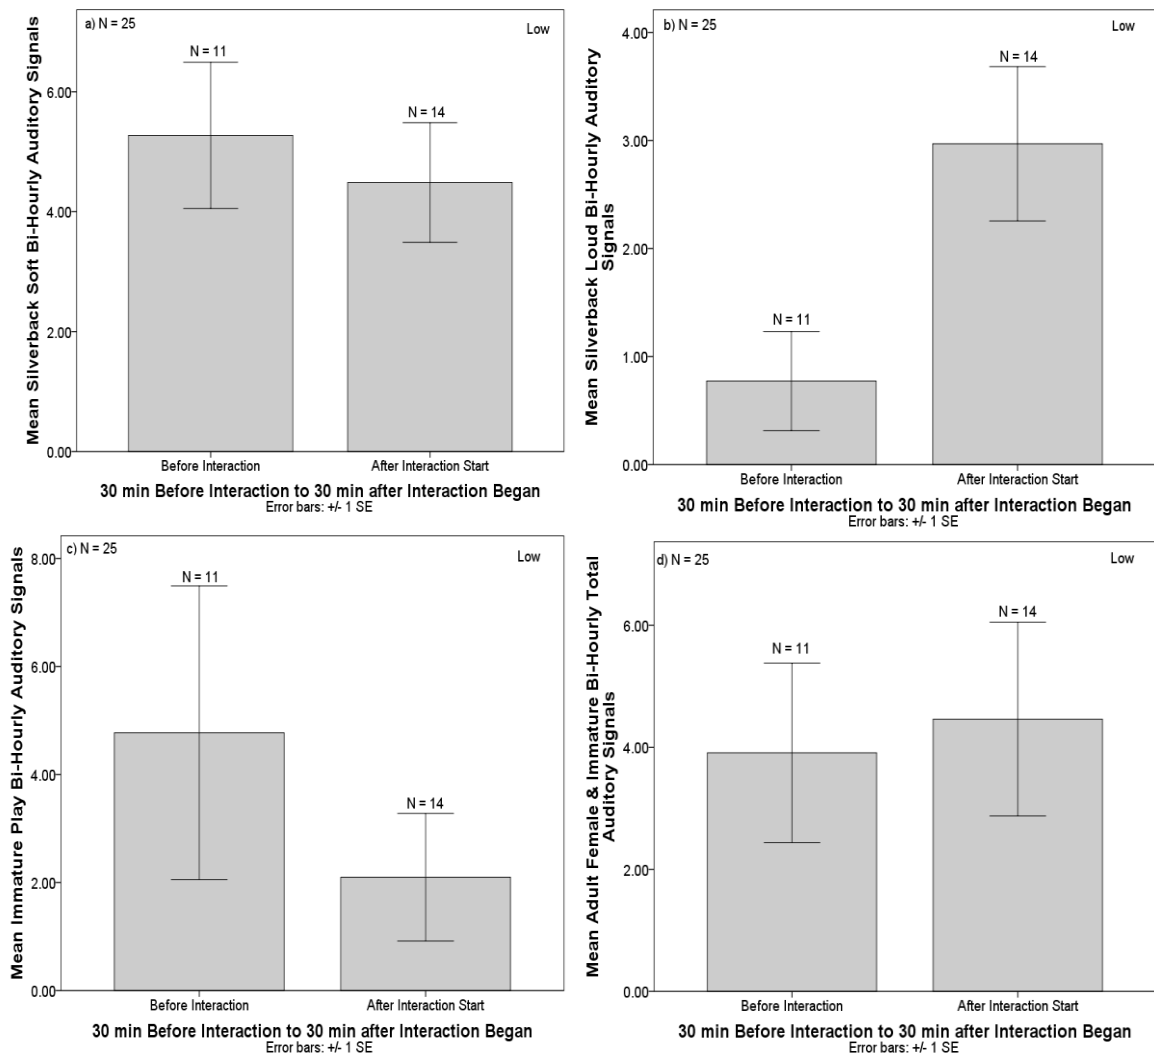 a) N = 25
Low
N = 11
N = 14
Mean Silverback Soft Bi-Hourly Auditory Signals
6.00
4.00
2.00
0.00
Before Interaction
After Interaction Start
30 min Before Interaction to 30 min after Interaction Began
Error bars: +/- 1 SE
b) N = 25
Low
N = 11
N = 14
Mean Silverback Loud Bi-Hourly Auditory
Signals
4.00
3.00
2.00
1.00
0.00
Before Interaction
After Interaction Start
30 min Before Interaction to 30 min after Interaction Began
Error bars: +/- 1 SE
c) N = 25
Low
N = 11
N = 14
Mean Immature Play Bi-Hourly Auditory Signals
8.00
6.00
4.00
2.00
0.00
Before Interaction
After Interaction Start
30 min Before Interaction to 30 min after Interaction Began
Error bars: +/- 1 SE
d) N = 25
Low
N = 11
N = 14
Mean Adult Female & Immature Bi-Hourly Total
Auditory Signals
6.00
4.00
2.00
0.00
Before Interaction
After Interaction Start
30 min Before Interaction to 30 min after Interaction Began
Error bars: +/- 1 SE